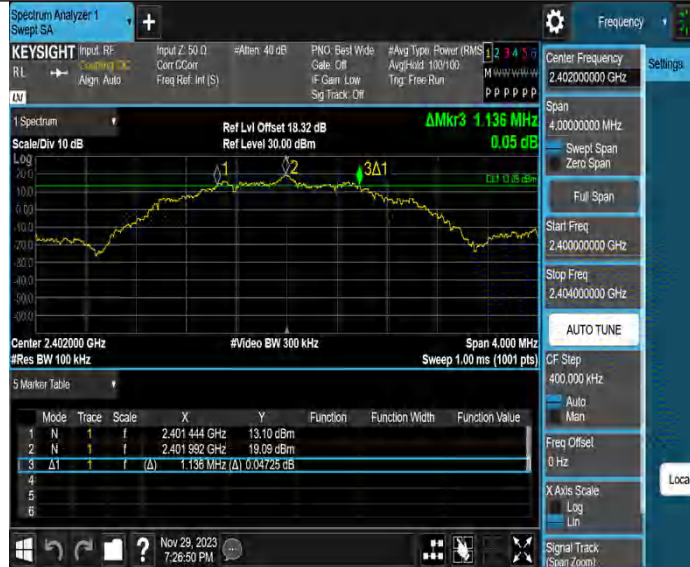 Spectrum Analyzer 1
Swept SA
+
Frequency
KEYSIGHT
Input: RF
Coupling: DC
Align: Auto
Input Z: 50 Ω
Corr CCorr
Freq Ref: Int (S)
#Atten: 40 dB
PNO: Best Wide
Gate: Off
IF Gain: Low
Sig Track: Off
#Avg Type: Power (RMS
Avg|Hold: 100/100
Trig: Free Run
1 2 3 4 5 6
M W W W W W
P P P P P P
RL
LXI
1 Spectrum
Scale/Div 10 dB
Ref Lvl Offset 18.32 dB
Ref Level 30.00 dBm
ΔMkr3 1.136 MHz
0.05 dB
Log
20.0
10.0
0.00
-10.0
-20.0
-30.0
-40.0
-50.0
-60.0
1
2
3Δ1
Center 2.402000 GHz
#Res BW 100 kHz
#Video BW 300 kHz
Span 4.000 MHz
Sweep 1.00 ms (1001 pts)
5 Marker Table
Mode Trace Scale X Y Function Function Width Function Value
1 N 1 f 2.401 444 GHz 13.10 dBm
2 N 1 f 2.401 992 GHz 19.09 dBm
3 Δ1 1 f (Δ) 1.136 MHz (Δ) 0.04725 dB
4
5
6
?
Nov 29, 2023
7:26:50 PM
Center Frequency
2.402000000 GHz
Settings
Span
4.00000000 MHz
Swept Span
Zero Span
Full Span
Start Freq
2.400000000 GHz
Stop Freq
2.404000000 GHz
AUTO TUNE
CF Step
400.000 kHz
Auto
Man
Freq Offset
0 Hz
X Axis Scale
Log
Lin
Local
Signal Track
(Span Zoom)